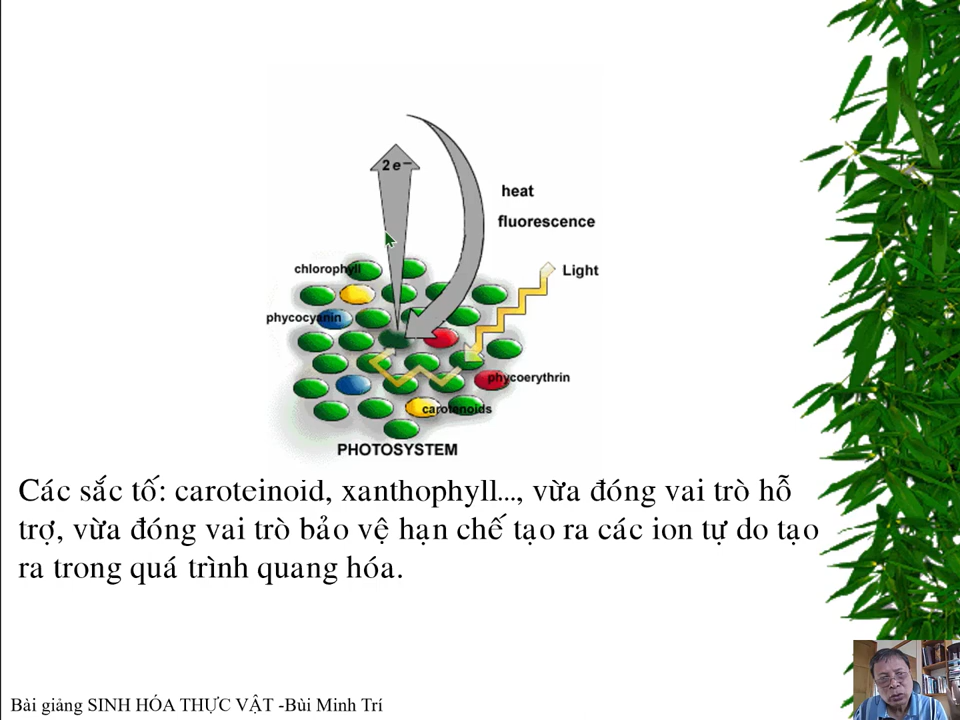 2 e–
heat
fluorescence
Light
chlorophyll
phycocyanin
phycoerythrin
carotenoids
PHOTOSYSTEM
Các sắc tố: caroteinoid, xanthophyll..., vừa đóng vai trò hỗ
trợ, vừa đóng vai trò bảo vệ hạn chế tạo ra các ion tự do tạo
ra trong quá trình quang hóa.
Bài giảng SINH HÓA THỰC VẬT -Bùi Minh Trí